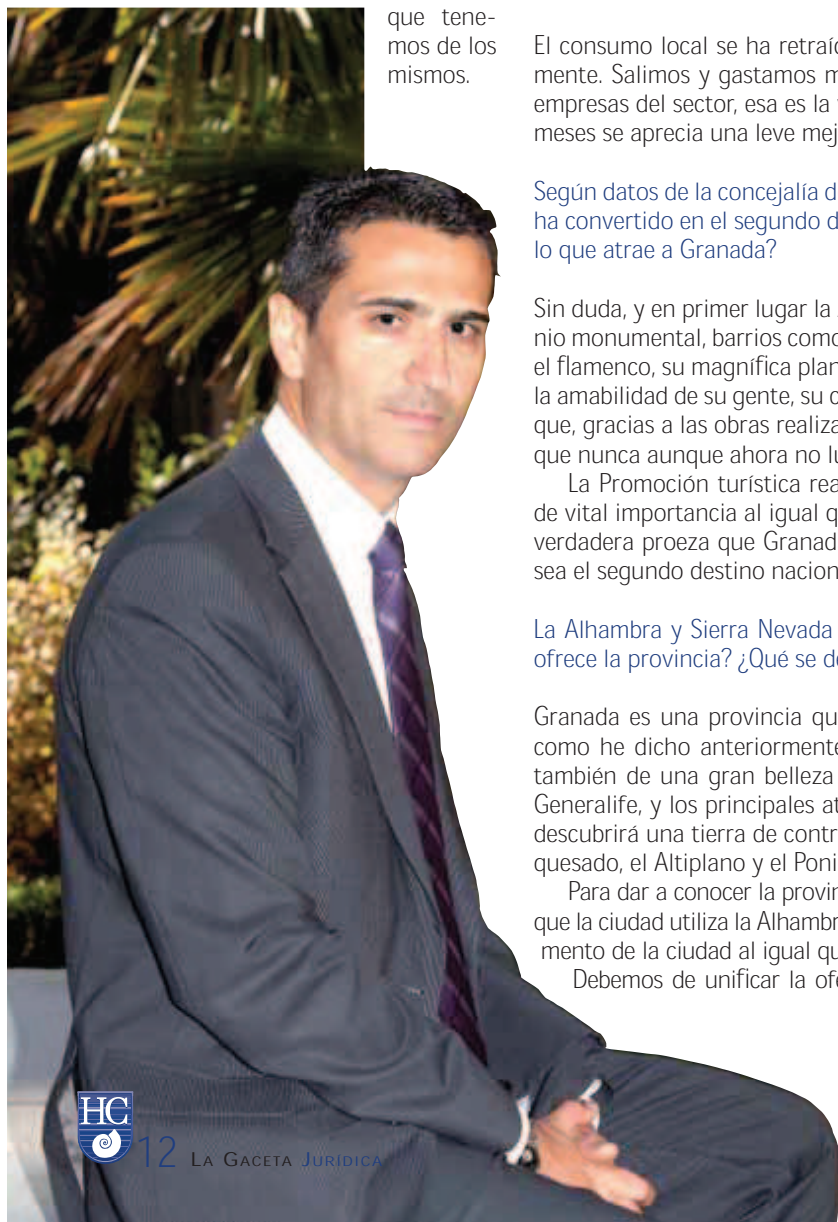 que tene-
mos de los
mismos.
El consumo local se ha retraíd
mente. Salimos y gastamos m
empresas del sector, esa es la
meses se aprecia una leve mej
Según datos de la concejalía d
ha convertido en el segundo d
lo que atrae a Granada?
Sin duda, y en primer lugar la
nio monumental, barrios como
el flamenco, su magnífica plan
la amabilidad de su gente, su
que, gracias a las obras realiza
que nunca aunque ahora no lu
La Promoción turística rea
de vital importancia al igual q
verdadera proeza que Granad
sea el segundo destino nacion
La Alhambra y Sierra Nevada
ofrece la provincia? ¿Qué se d
Granada es una provincia qu
como he dicho anteriormente
también de una gran belleza
Generalife, y los principales at
descubrirá una tierra de contr
quesado, el Altiplano y el Poni
Para dar a conocer la provin
que la ciudad utiliza la Alhambr
mento de la ciudad al igual qu
Debemos de unificar la ofe
HC
12 LA GACETA JURÍDICA